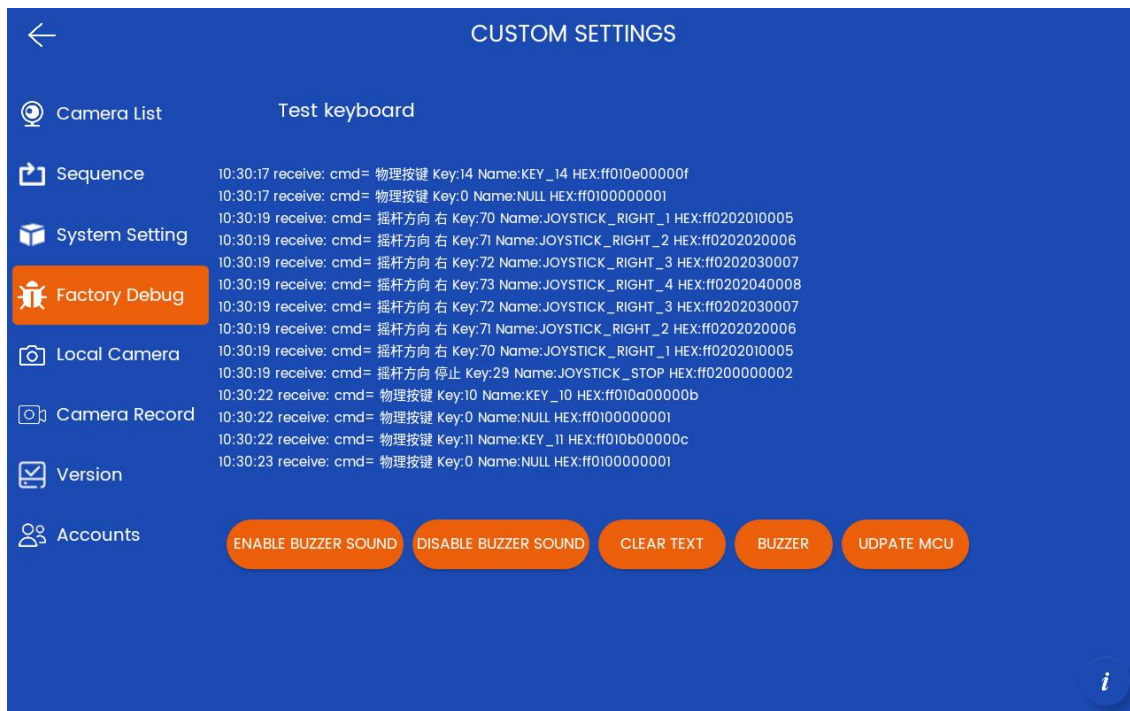 CUSTOM SETTINGS
Camera List
Sequence
System Setting
Factory Debug
Local Camera
Camera Record
Version
Accounts
Test keyboard
10:30:17 receive: cmd= 物理按键 Key:14 Name:KEY_14 HEX:ff010e00000f
10:30:17 receive: cmd= 物理按键 Key:0 Name:NULL HEX:ff0100000001
10:30:19 receive: cmd= 摇杆方向 右 Key:70 Name:JOYSTICK_RIGHT_1 HEX:ff0202010005
10:30:19 receive: cmd= 摇杆方向 右 Key:71 Name:JOYSTICK_RIGHT_2 HEX:ff0202020006
10:30:19 receive: cmd= 摇杆方向 右 Key:72 Name:JOYSTICK_RIGHT_3 HEX:ff0202030007
10:30:19 receive: cmd= 摇杆方向 右 Key:73 Name:JOYSTICK_RIGHT_4 HEX:ff0202040008
10:30:19 receive: cmd= 摇杆方向 右 Key:72 Name:JOYSTICK_RIGHT_3 HEX:ff0202030007
10:30:19 receive: cmd= 摇杆方向 右 Key:71 Name:JOYSTICK_RIGHT_2 HEX:ff0202020006
10:30:19 receive: cmd= 摇杆方向 右 Key:70 Name:JOYSTICK_RIGHT_1 HEX:ff0202010005
10:30:19 receive: cmd= 摇杆方向 停止 Key:29 Name:JOYSTICK_STOP HEX:ff0200000002
10:30:22 receive: cmd= 物理按键 Key:10 Name:KEY_10 HEX:ff010a00000b
10:30:22 receive: cmd= 物理按键 Key:0 Name:NULL HEX:ff0100000001
10:30:22 receive: cmd= 物理按键 Key:11 Name:KEY_11 HEX:ff010b00000c
10:30:23 receive: cmd= 物理按键 Key:0 Name:NULL HEX:ff0100000001
ENABLE BUZZER SOUND
DISABLE BUZZER SOUND
CLEAR TEXT
BUZZER
UDPATE MCU
i